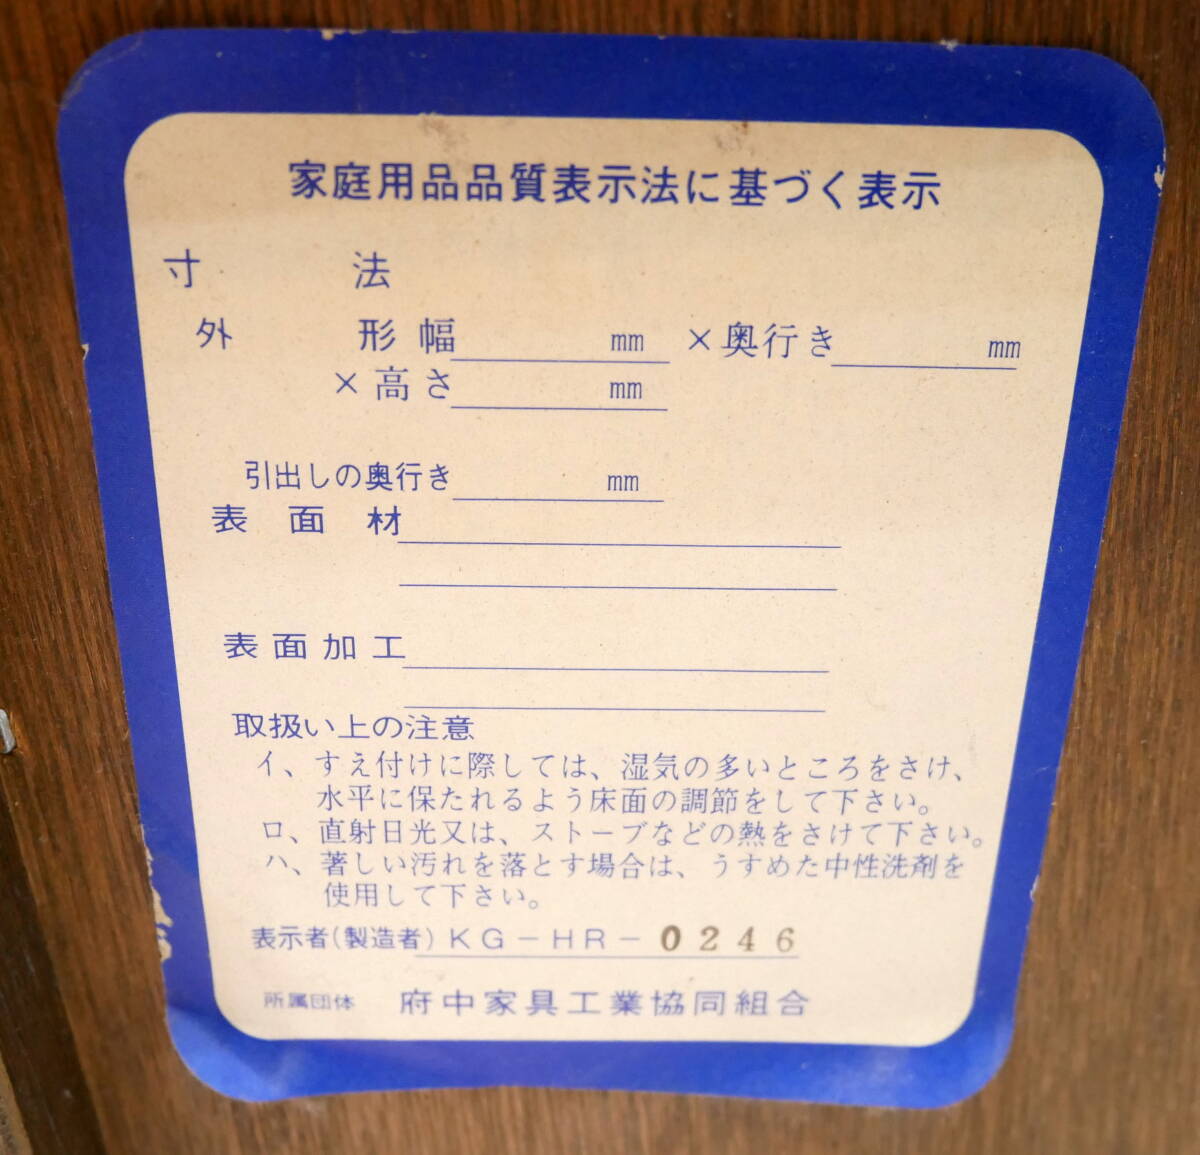 家庭用品品質表示法に基づく表示
寸法
外形幅 mm ×奥行き mm
×高さ mm
引出しの奥行き mm
表面材
表面加工
取扱い上の注意
イ、すえ付けに際しては、湿気の多いところをさけ、
水平に保たれるよう床面の調節をして下さい。
ロ、直射日光又は、ストーブなどの熱をさけて下さい。
ハ、著しい汚れを落とす場合は、うすめた中性洗剤を
使用して下さい。
表示者(製造者) KG-HR-0246
所属団体 府中家具工業協同組合